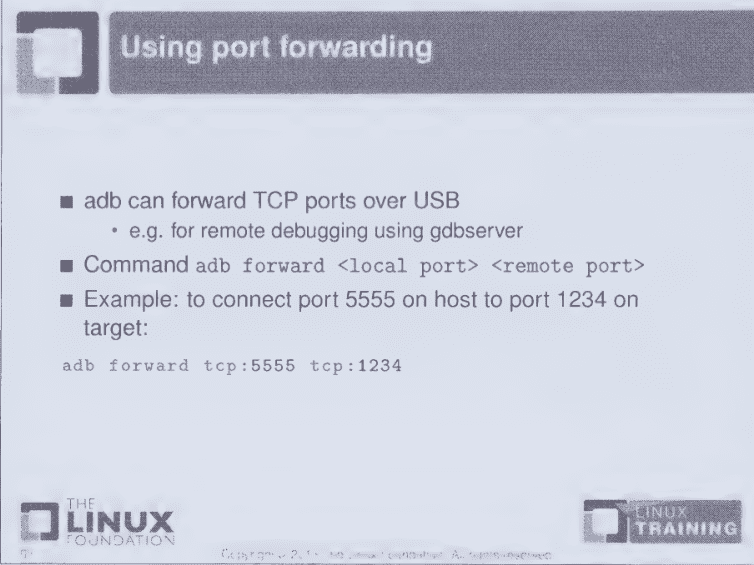 Using port forwarding
■ adb can forward TCP ports over USB
• e.g. for remote debugging using gdbserver
■ Command adb forward <local port> <remote port>
■ Example: to connect port 5555 on host to port 1234 on
target:
adb forward tcp:5555 tcp:1234
THE
LINUX
FOUNDATION
LINUX
TRAINING